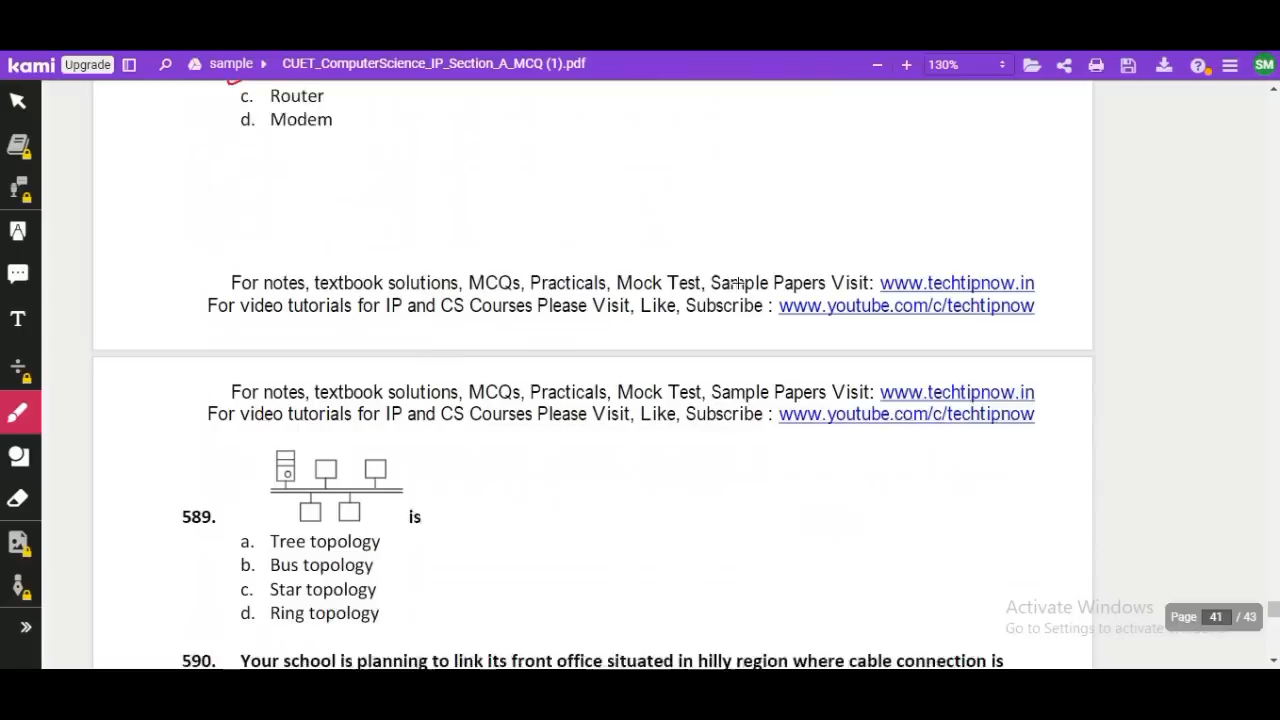 kami Upgrade sample CUET_ComputerScience_IP_Section_A_MCQ (1).pdf 130% SM
c. Router
d. Modem
For notes, textbook solutions, MCQs, Practicals, Mock Test, Sample Papers Visit: www.techtipnow.in
For video tutorials for IP and CS Courses Please Visit, Like, Subscribe : www.youtube.com/c/techtipnow
For notes, textbook solutions, MCQs, Practicals, Mock Test, Sample Papers Visit: www.techtipnow.in
For video tutorials for IP and CS Courses Please Visit, Like, Subscribe : www.youtube.com/c/techtipnow
589. is
a. Tree topology
b. Bus topology
c. Star topology
d. Ring topology
Activate Windows
Go to Settings to activate
Page 41 / 43
590. Your school is planning to link its front office situated in hilly region where cable connection is